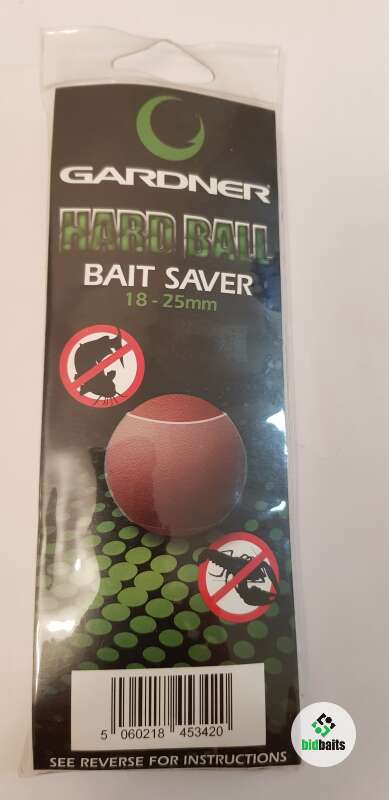 GARDNER
HARD BALL
BAIT SAVER
18 - 25mm
5 060218 453420
SEE REVERSE FOR INSTRUCTIONS
bidbaits